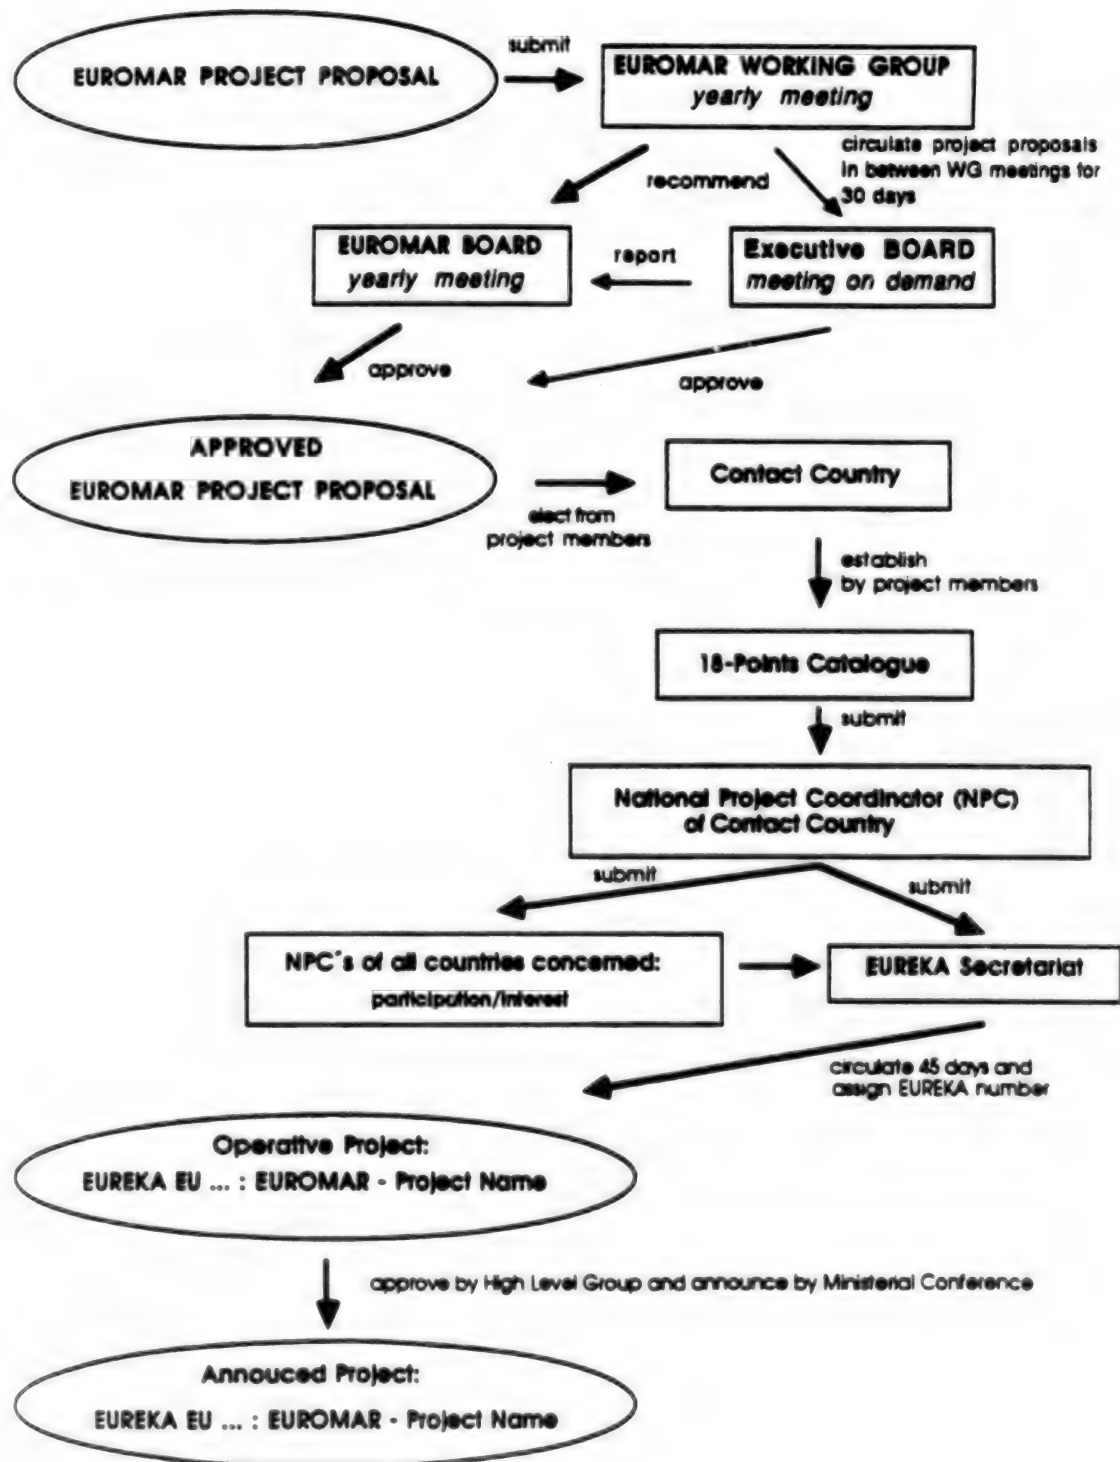 submit
EUROMAR PROJECT PROPOSAL
EUROMAR WORKING GROUP
yearly meeting
circulate project proposals
in between WG meetings for
30 days
recommend
EUROMAR BOARD
yearly meeting
report
Executive BOARD
meeting on demand
approve
approve
APPROVED
EUROMAR PROJECT PROPOSAL
elect from
project members
Contact Country
establish
by project members
18-Points Catalogue
submit
National Project Coordinator (NPC)
of Contact Country
submit
submit
NPC´s of all countries concerned:
participation/interest
EUREKA Secretariat
circulate 45 days and
assign EUREKA number
Operative Project:
EUREKA EU ... : EUROMAR - Project Name
approve by High Level Group and announce by Ministerial Conference
Annouced Project:
EUREKA EU ... : EUROMAR - Project Name